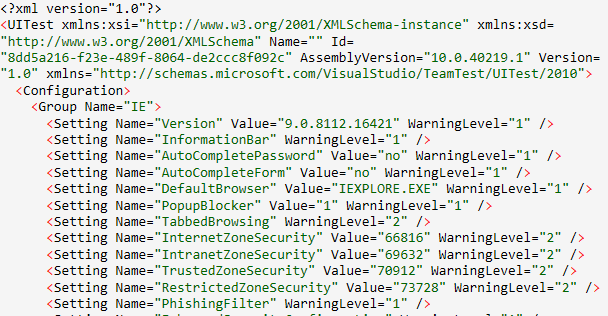 <?xml version="1.0"?>
<UITest xmlns:xsi="http://www.w3.org/2001/XMLSchema-instance" xmlns:xsd=
"http://www.w3.org/2001/XMLSchema" Name="" Id=
"8dd5a216-f23e-489f-8064-de2ccc8f092c" AssemblyVersion="10.0.40219.1" Version=
"1.0" xmlns="http://schemas.microsoft.com/VisualStudio/TeamTest/UITest/2010">
<Configuration>
<Group Name="IE">
<Setting Name="Version" Value="9.0.8112.16421" WarningLevel="1" />
<Setting Name="InformationBar" WarningLevel="1" />
<Setting Name="AutoCompletePassword" Value="no" WarningLevel="1" />
<Setting Name="AutoCompleteForm" Value="no" WarningLevel="1" />
<Setting Name="DefaultBrowser" Value="IEXPLORE.EXE" WarningLevel="1" />
<Setting Name="PopupBlocker" Value="1" WarningLevel="1" />
<Setting Name="TabbedBrowsing" WarningLevel="2" />
<Setting Name="InternetZoneSecurity" Value="66816" WarningLevel="2" />
<Setting Name="IntranetZoneSecurity" Value="69632" WarningLevel="2" />
<Setting Name="TrustedZoneSecurity" Value="70912" WarningLevel="2" />
<Setting Name="RestrictedZoneSecurity" Value="73728" WarningLevel="2" />
<Setting Name="PhishingFilter" WarningLevel="1" />